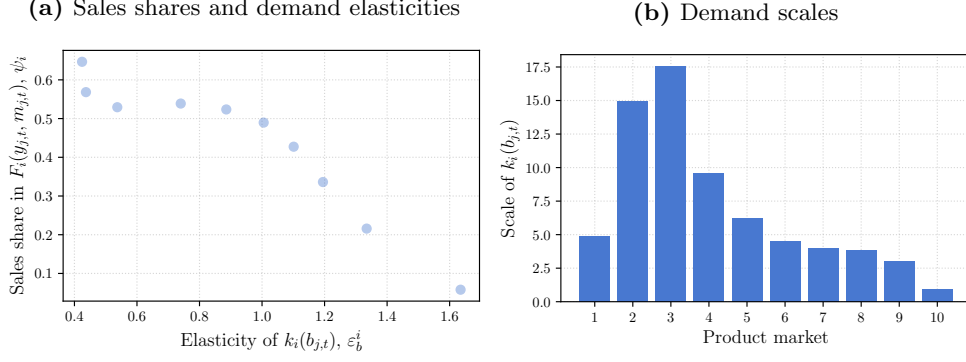 (a) Sales shares and demand elasticities
Sales share in F_i(y_{j,t}, m_{j,t}), ψ_i
0.6
0.5
0.4
0.3
0.2
0.1
0.4 0.6 0.8 1.0 1.2 1.4 1.6
Elasticity of k_i(b_{j,t}), ε_b^i
(b) Demand scales
Scale of k_i(b_{j,t})
17.5
15.0
12.5
10.0
7.5
5.0
2.5
0.0
1 2 3 4 5 6 7 8 9 10
Product market